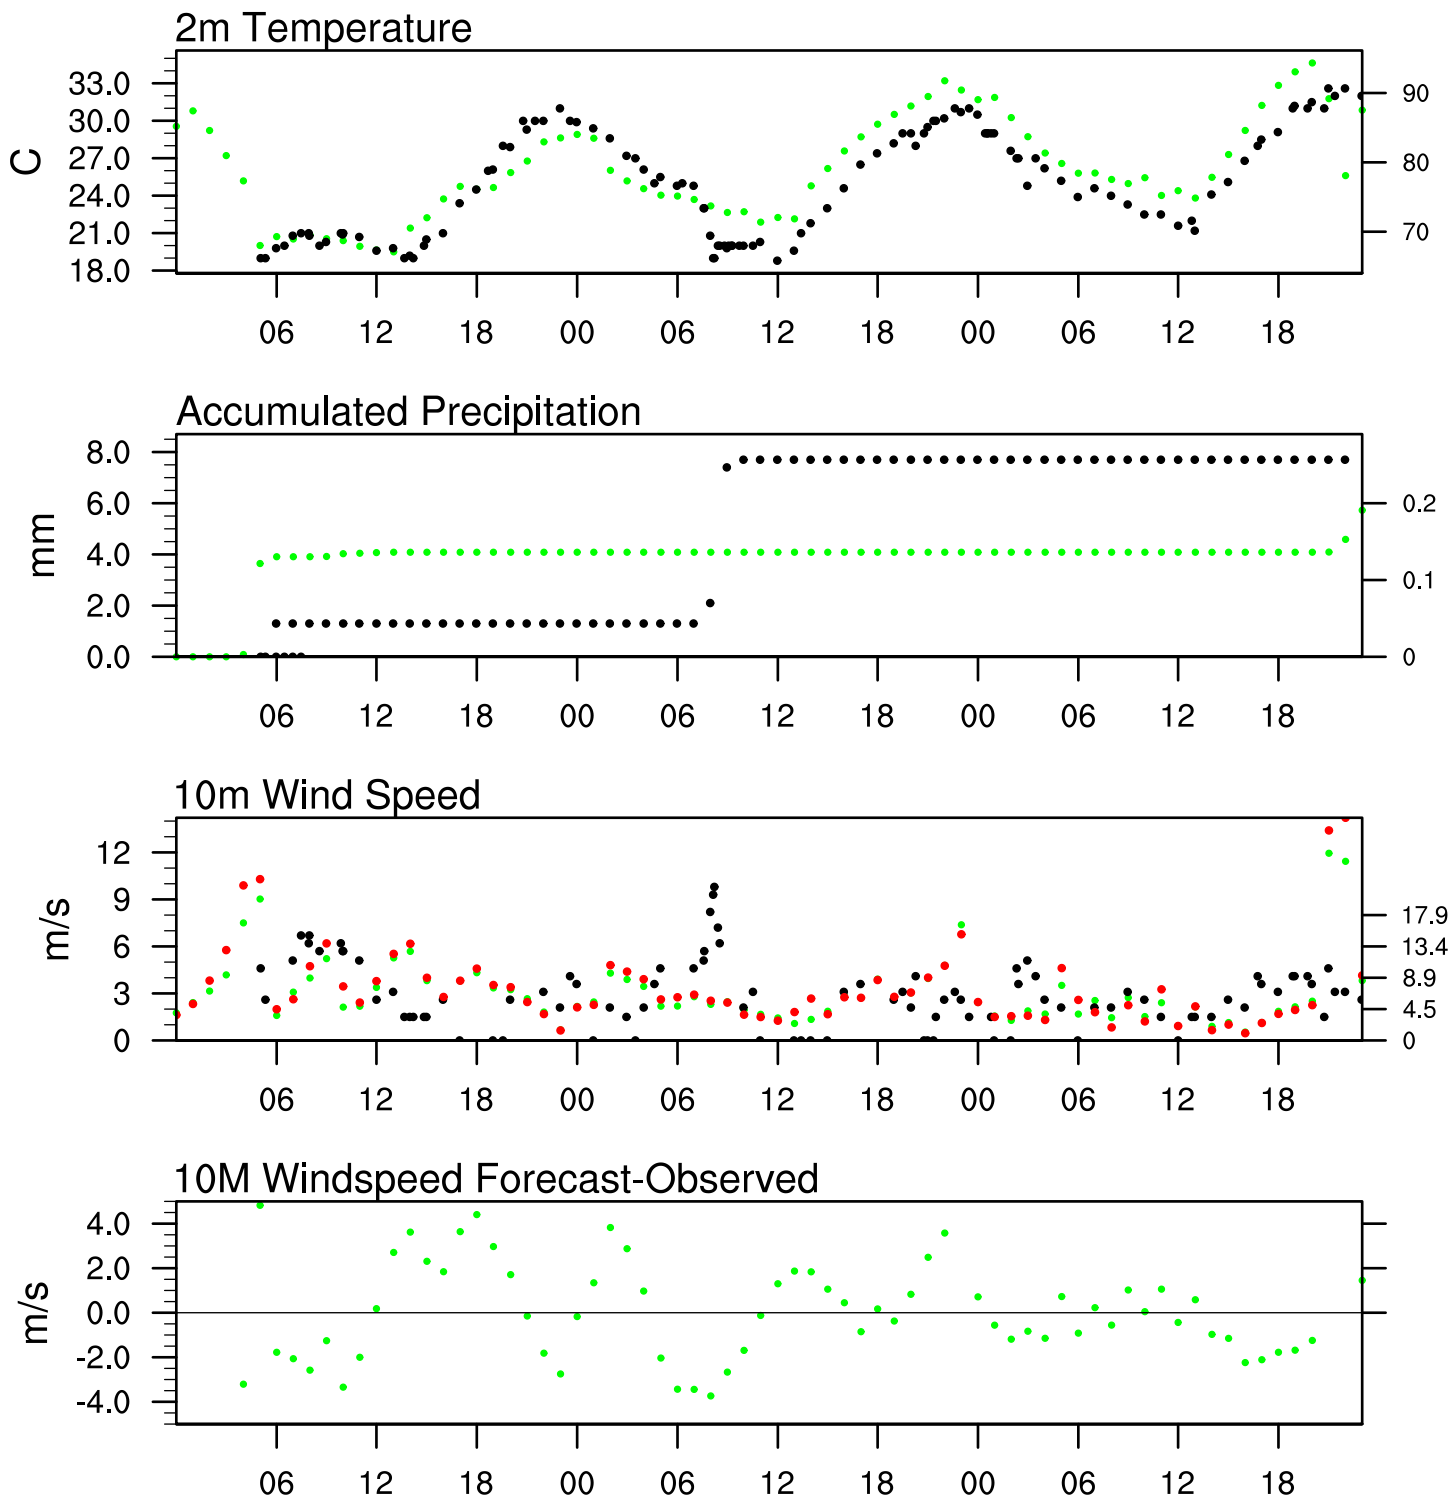 2m Temperature
33.0
30.0
27.0
24.0
21.0
18.0
C
90
80
70
06 12 18 00 06 12 18 00 06 12 18
Accumulated Precipitation
8.0
6.0
4.0
2.0
0.0
mm
0.2
0.1
0
06 12 18 00 06 12 18 00 06 12 18
10m Wind Speed
12
9
6
3
0
m/s
17.9
13.4
8.9
4.5
0
06 12 18 00 06 12 18 00 06 12 18
10M Windspeed Forecast-Observed
4.0
2.0
0.0
-2.0
-4.0
m/s
06 12 18 00 06 12 18 00 06 12 18